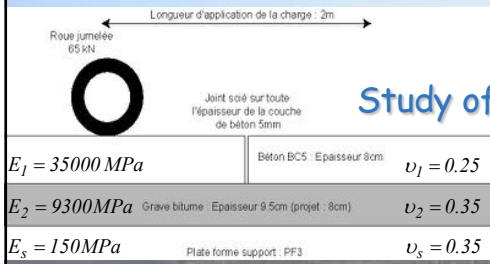 Longueur d'application de la charge : 2m
Roue jumelée
65 kN
Joint scié sur toute
l'épaisseur de la couche
de béton 5mm
Study of
E₁ = 35000 MPa
Béton BC5 : Epaisseur 8cm
υ₁ = 0.25
E₂ = 9300MPa
Grave bitume : Epaisseur 9.5cm (projet : 8cm)
υ₂ = 0.35
Eₛ = 150MPa
Plate forme support : PF3
υₛ = 0.35